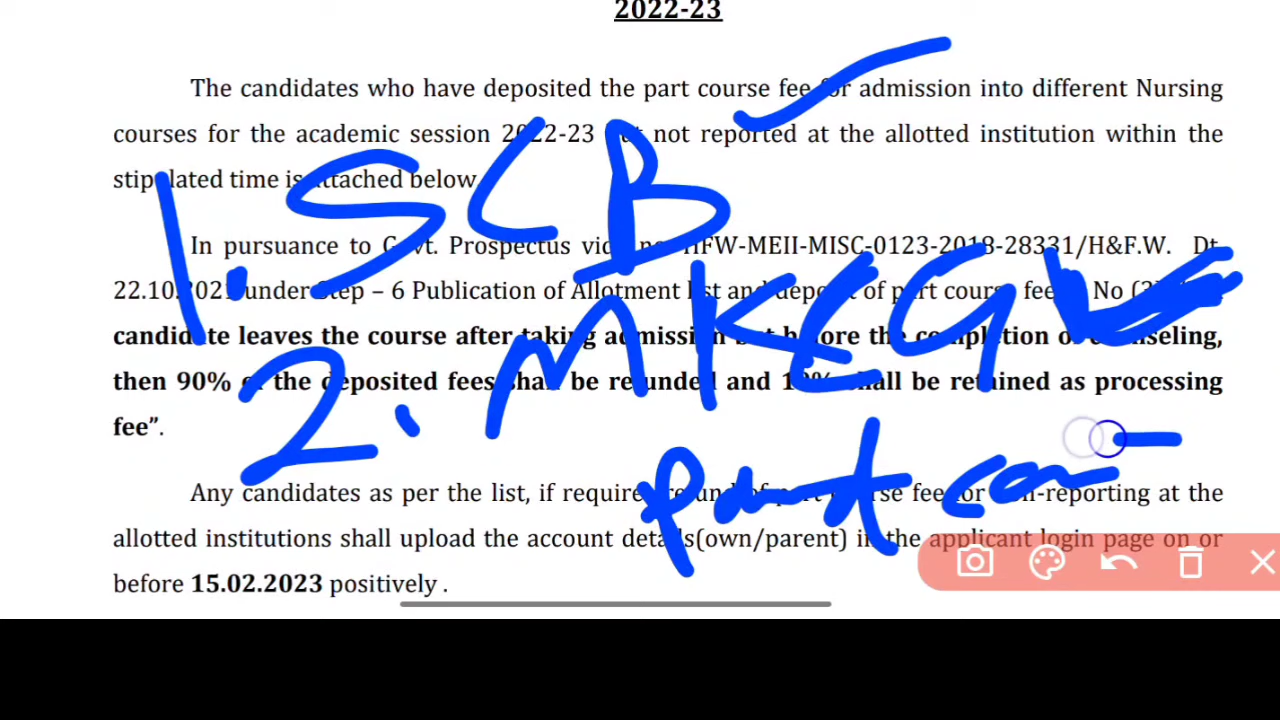 2022-23
The candidates who have deposited the part course fee for admission into different Nursing
courses for the academic session 2022-23 but not reported at the allotted institution within the
stipulated time is attached below.
1. SCB
In pursuance to Govt. Prospectus vide no HFW-MEII-MISC-0123-2018-28331/H&F.W. Dt
22.10.2021 under Step – 6 Publication of Allotment list and deposit of part course fee No (3)
candidate leaves the course after taking admission but before the completion of counseling,
2. MKCG
then 90% of the deposited fees shall be refunded and 10% shall be retained as processing
fee”.
part
Any candidates as per the list, if require refund of part course fee for non-reporting at the
allotted institutions shall upload the account details(own/parent) in the applicant login page on or
before 15.02.2023 positively .